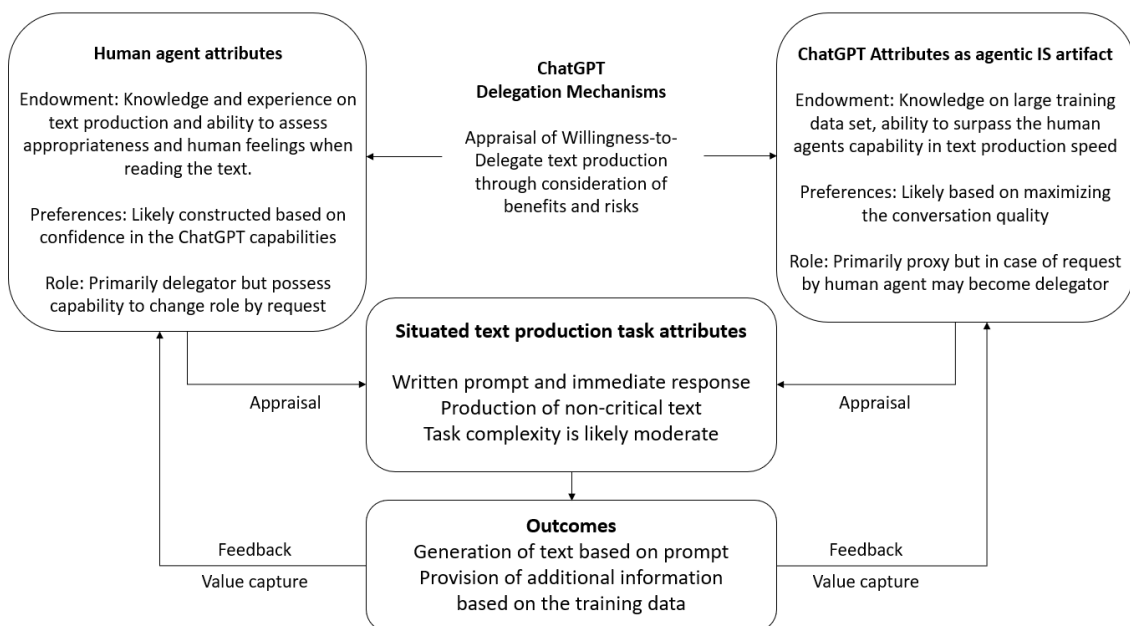 Human agent attributes
Endowment: Knowledge and experience on
text production and ability to assess
appropriateness and human feelings when
reading the text.
Preferences: Likely constructed based on
confidence in the ChatGPT capabilities
Role: Primarily delegator but possess
capability to change role by request
ChatGPT
Delegation Mechanisms
Appraisal of Willingness-to-
Delegate text production
through consideration of
benefits and risks
ChatGPT Attributes as agentic IS artifact
Endowment: Knowledge on large training
data set, ability to surpass the human
agents capability in text production speed
Preferences: Likely based on maximizing
the conversation quality
Role: Primarily proxy but in case of request
by human agent may become delegator
Situated text production task attributes
Written prompt and immediate response
Production of non-critical text
Task complexity is likely moderate
Appraisal
Appraisal
Outcomes
Generation of text based on prompt
Provision of additional information
based on the training data
Feedback
Value capture
Feedback
Value capture